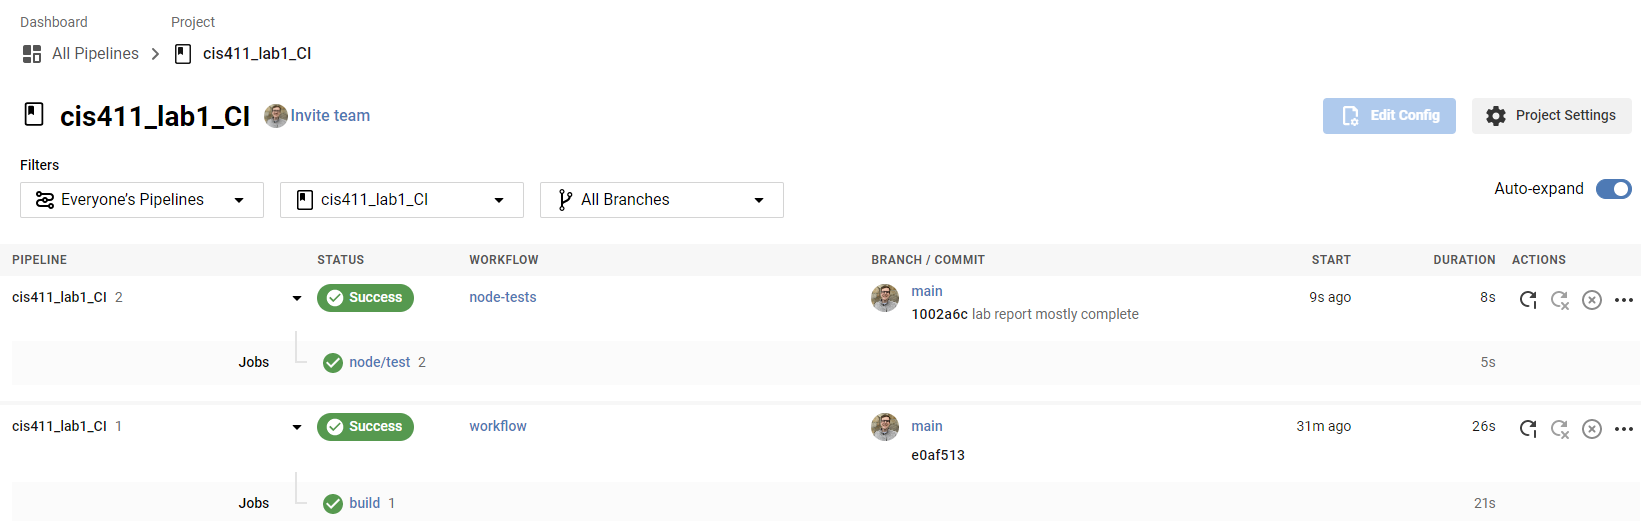 Dashboard Project
All Pipelines cis411_lab1_CI
cis411_lab1_CI Invite team Edit Config Project Settings
Filters
Everyone's Pipelines cis411_lab1_CI All Branches Auto-expand
PIPELINE STATUS WORKFLOW BRANCH / COMMIT START DURATION ACTIONS
cis411_lab1_CI 2 Success node-tests main 9s ago 8s
1002a6c lab report mostly complete
Jobs node/test 2 5s
cis411_lab1_CI 1 Success workflow main 31m ago 26s
e0af513
Jobs build 1 21s